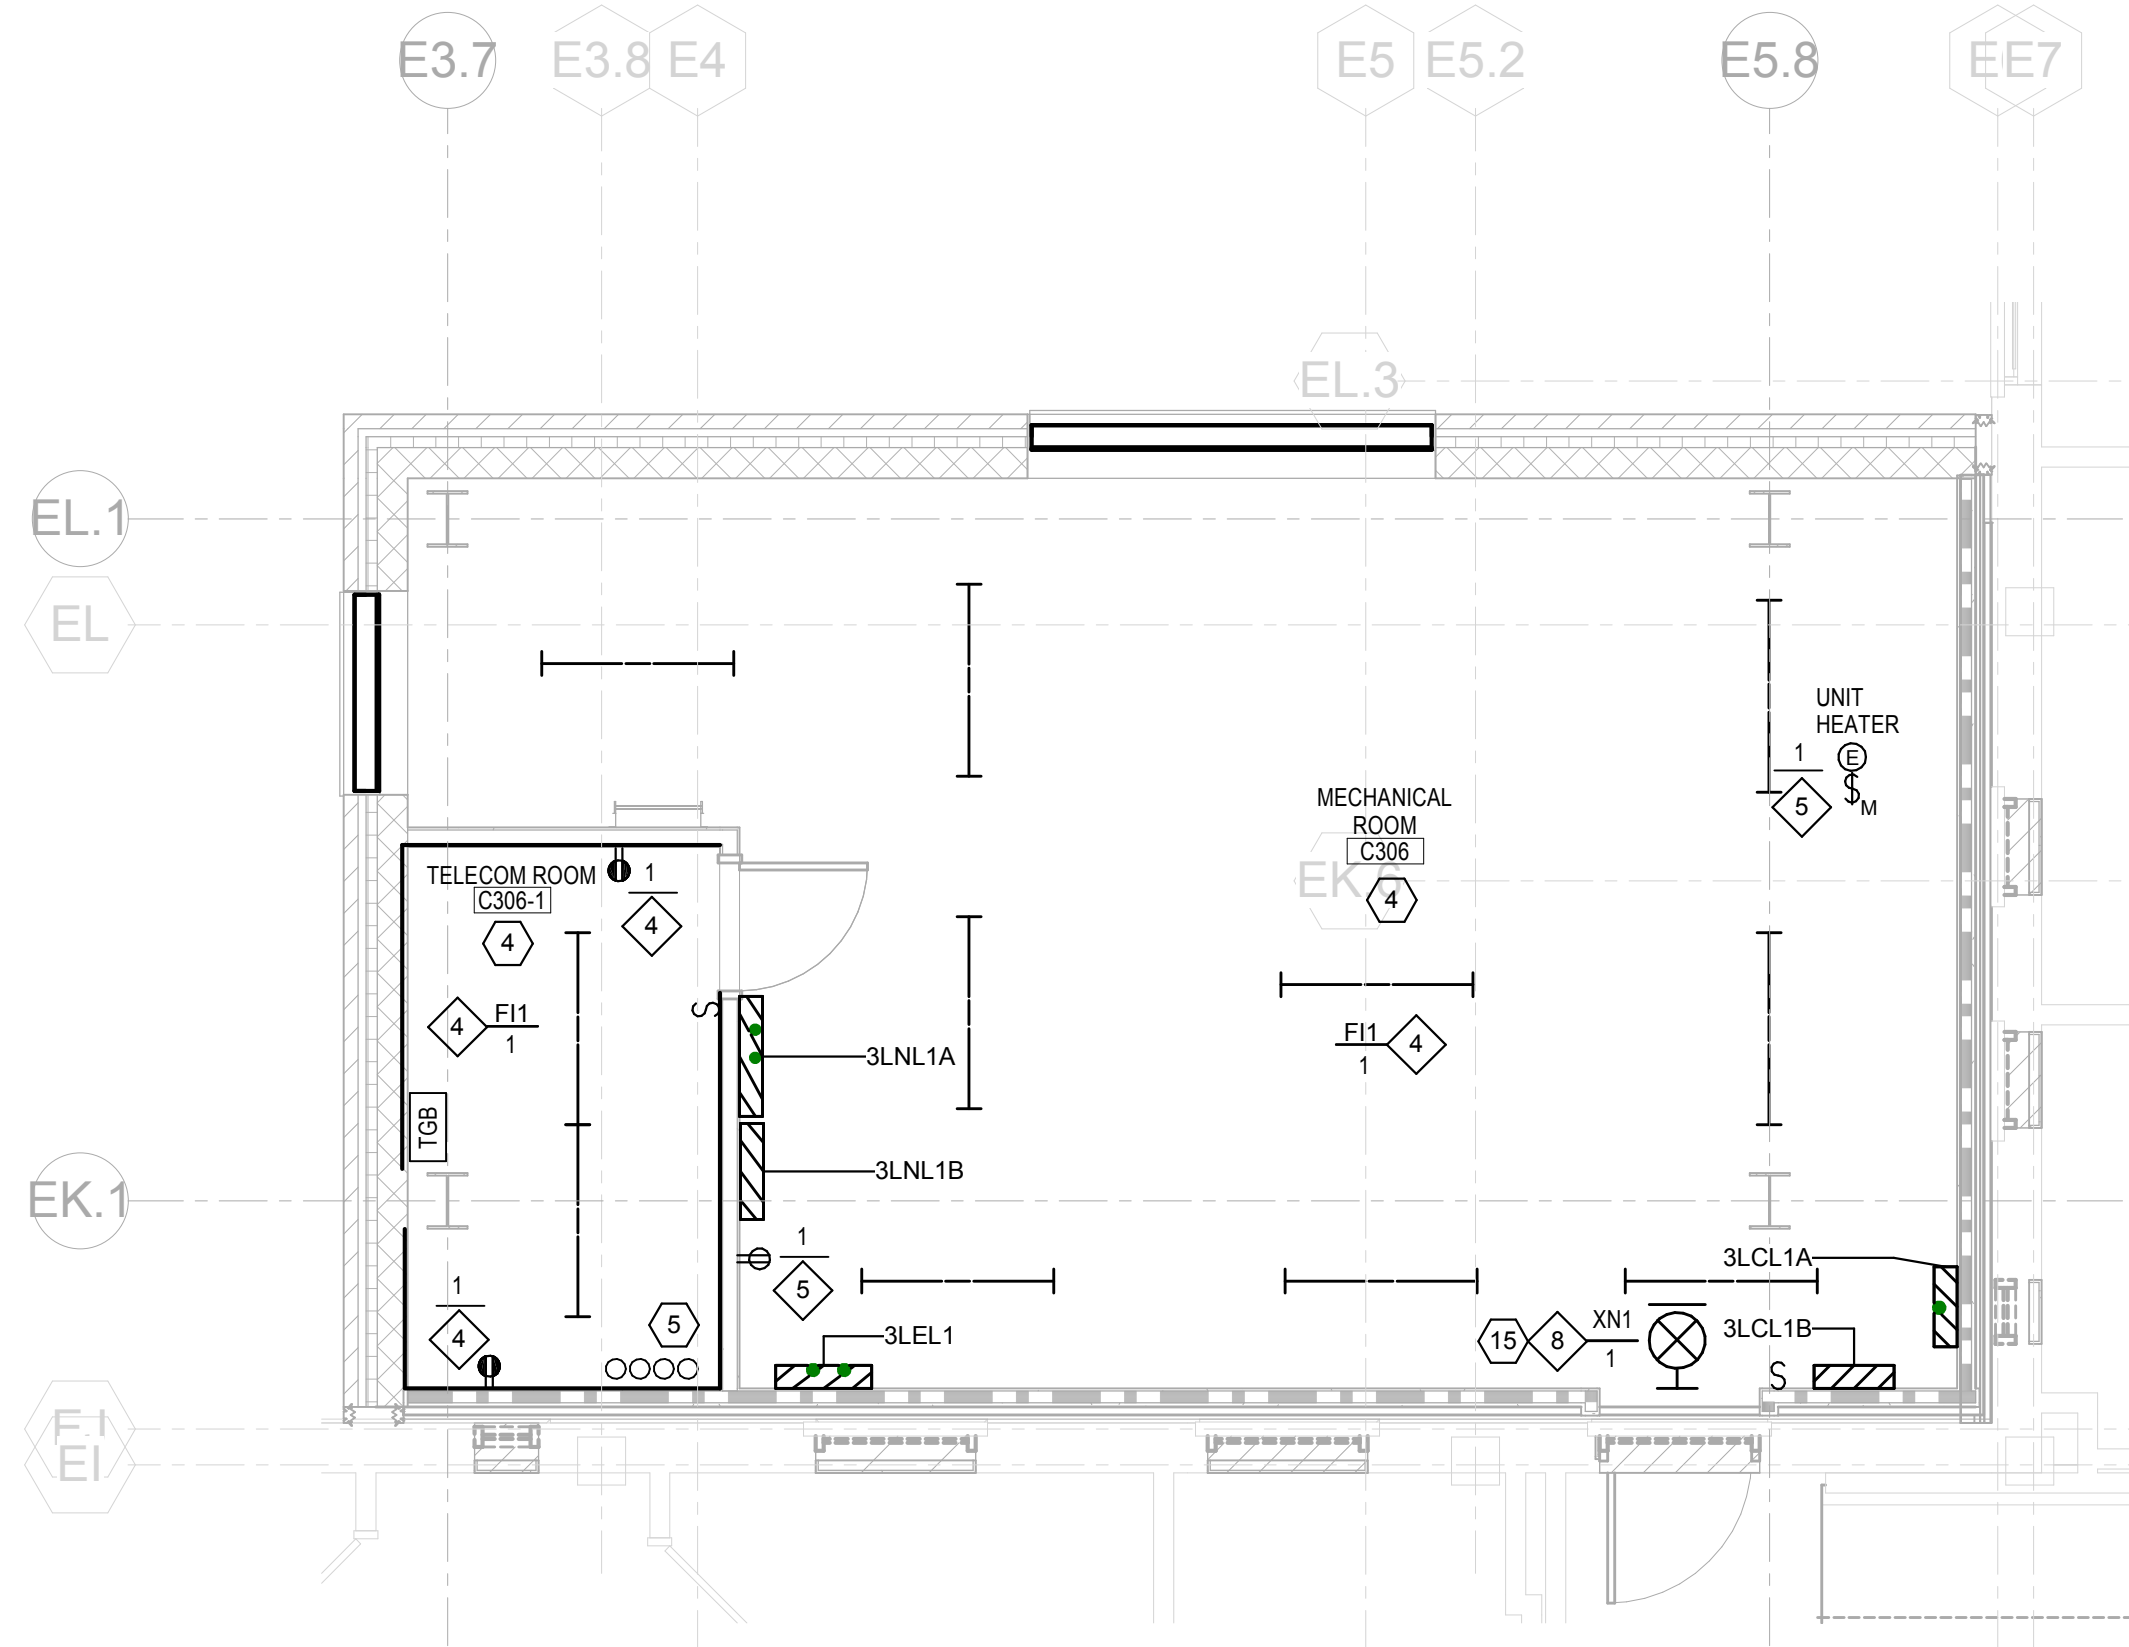 E3.7
E3.8
E4
E5
E5.2
E5.8
E
E7
EL.3
EL.1
EL
UNIT
HEATER
1
E
5
$
M
MECHANICAL
ROOM
C306
EK.6
4
TELECOM ROOM
C306-1
4
1
4
4
FI1
1
S
3LNL1A
FI1
1
4
TGB
3LNL1B
EK.1
1
5
3LCL1A
1
4
5
3LEL1
15
8
XN1
1
3LCL1B
S
EI